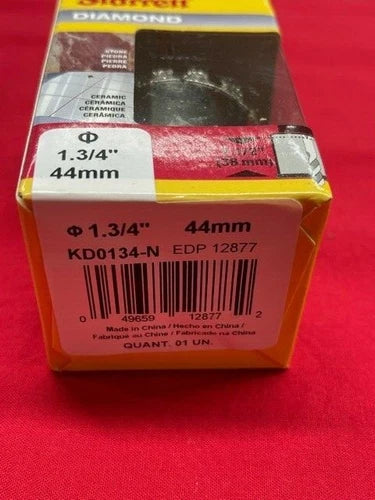 Starrett
DIAMOND
STONE
PIEDRA
PIERRE
PEDRA
CERAMIC
CERÁMICA
CÉRAMIQUE
CERÂMICA
Φ
1.3/4"
44mm
(38 mm)
Φ 1.3/4" 44mm
KD0134-N EDP 12877
0 49659 12877 2
Made in China / Hecho en China /
Fabriqué au Chine / Fabricade na China
QUANT. 01 UN.